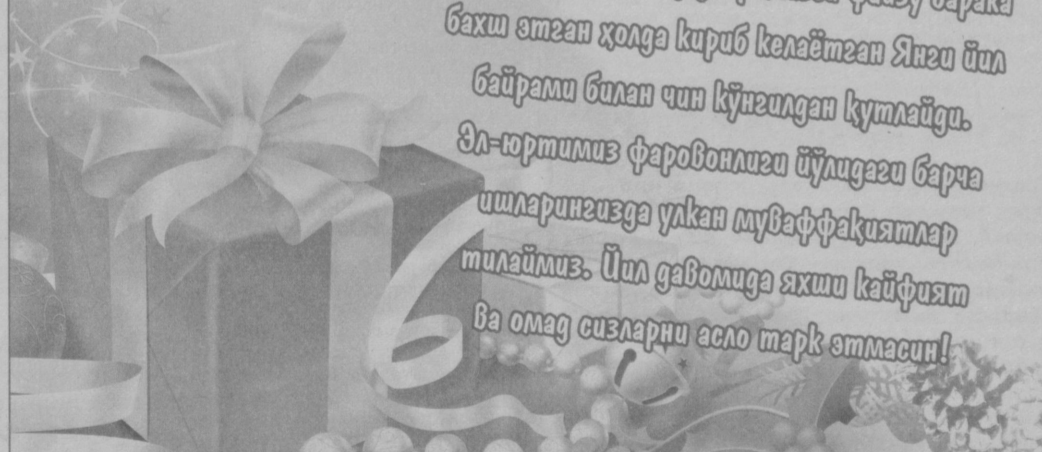 барака
бахш этган ҳолда кириб келаётган Янги йил
байрами билан чин кўнгилдан қутлайди.
Эл-юртимиз фаровонлиги йўлидаги барча
ишларингизда улкан муваффақиятлар
тилаймиз. Йил давомида яхши кайфият
ва омад сизларни асло тарк этмасин!